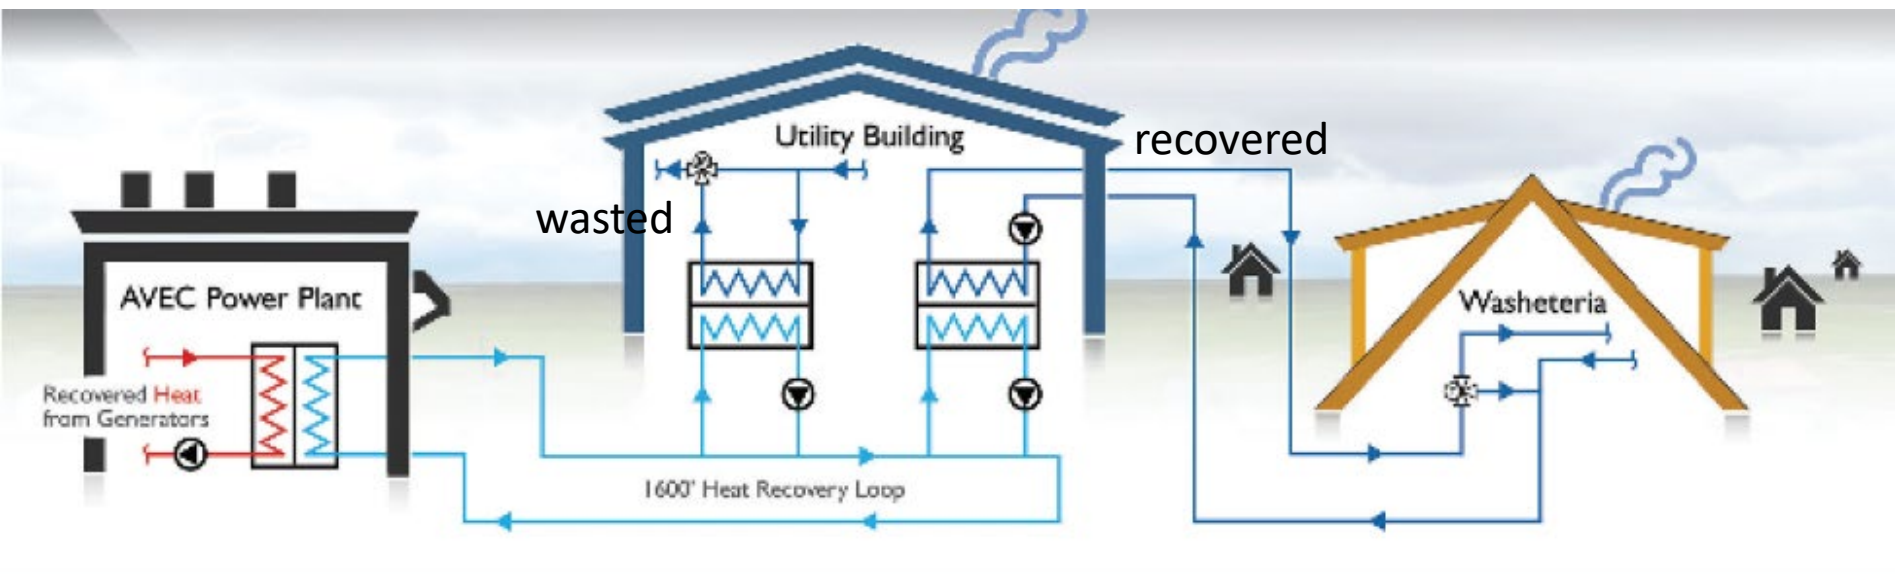 Utility Building
recovered
wasted
AVEC Power Plant
Washeteria
Recovered Heat
from Generators
1600' Heat Recovery Loop